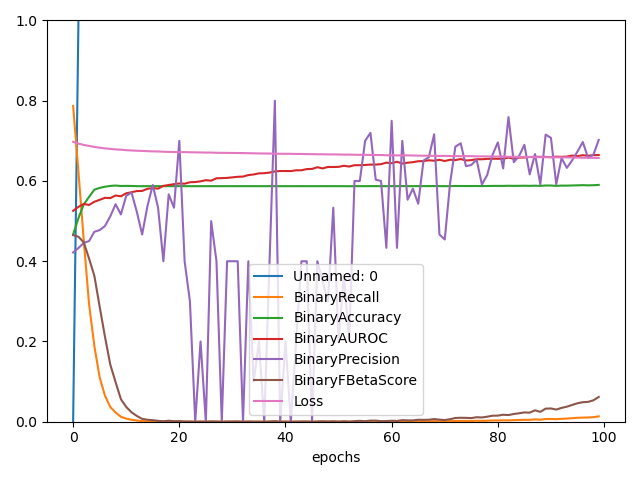 1.0
0.8
0.6
0.4
0.2
0.0
Unnamed: 0
BinaryRecall
BinaryAccuracy
BinaryAUROC
BinaryPrecision
BinaryFBetaScore
Loss
0 20 40 60 80 100
epochs